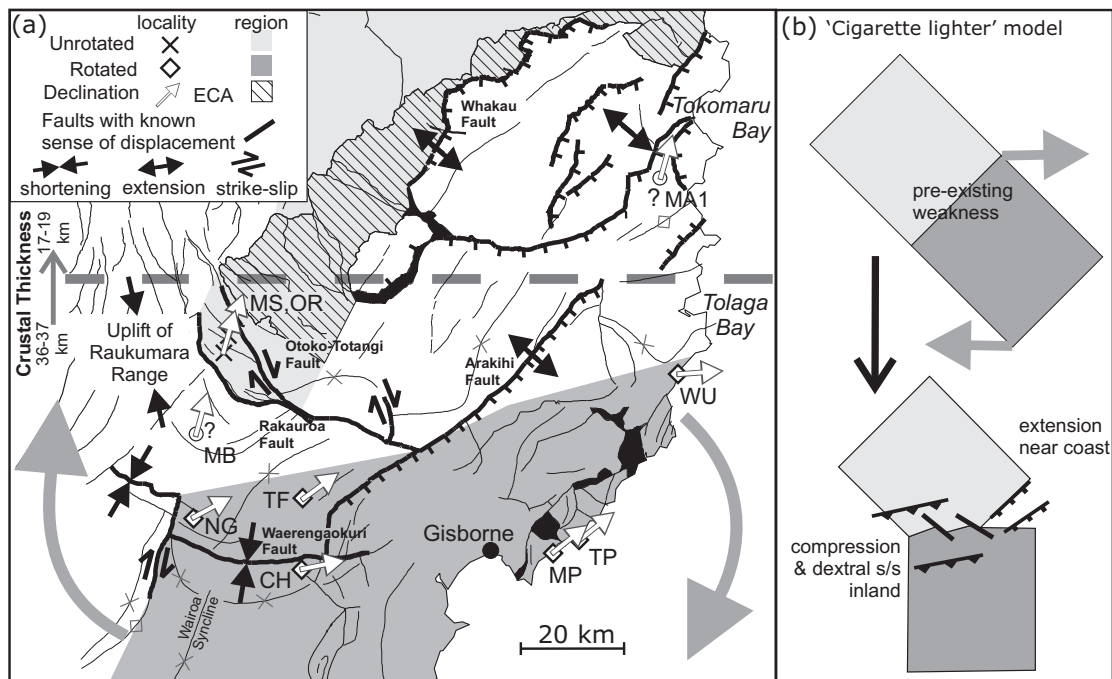 (a)
locality region
Unrotated
Rotated
Declination ECA
Faults with known
sense of displacement
shortening extension strike-slip
Whakau
Fault
Tokomaru
Bay
? MA1
Crustal Thickness
36-37
km
17-19
km
MS,OR
Tolaga
Bay
Uplift of
Raukumara
Range
Otoko-Totangi
Fault
Arakihi
Fault
WU
?
MB
Rakauroa
Fault
TF
NG
Waerengaokuri
Fault
Gisborne
CH
TP
MP
Wairoa
Syncline
20 km
(b) ‘Cigarette lighter’ model
pre-existing
weakness
extension
near coast
compression
& dextral s/s
inland